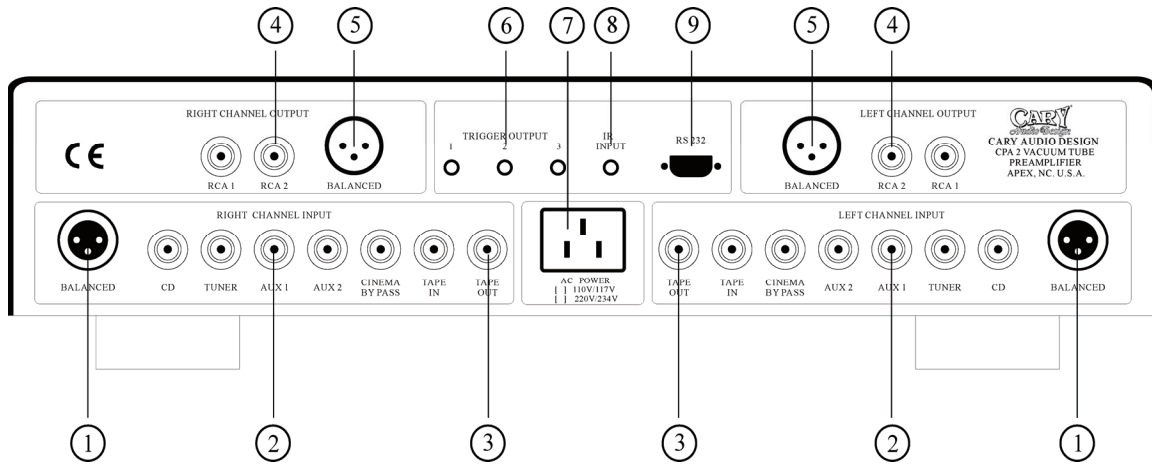 4 5 6 7 8 9 5 4
RIGHT CHANNEL OUTPUT
CE
RCA 1 RCA 2 BALANCED
TRIGGER OUTPUT
1 2 3
IR
INPUT
RS 232
LEFT CHANNEL OUTPUT
BALANCED RCA 2 RCA 1
CARY
Audio Design
CARY AUDIO DESIGN
CPA 2 VACUUM TUBE
PREAMPLIFIER
APEX, NC. U.S.A.
RIGHT CHANNEL INPUT
BALANCED CD TUNER AUX 1 AUX 2 CINEMA BY PASS TAPE IN TAPE OUT
AC POWER
[ ] 110V/117V
[ ] 220V/234V
LEFT CHANNEL INPUT
TAPE OUT TAPE IN CINEMA BY PASS AUX 2 AUX 1 TUNER CD BALANCED
1 2 3 3 2 1